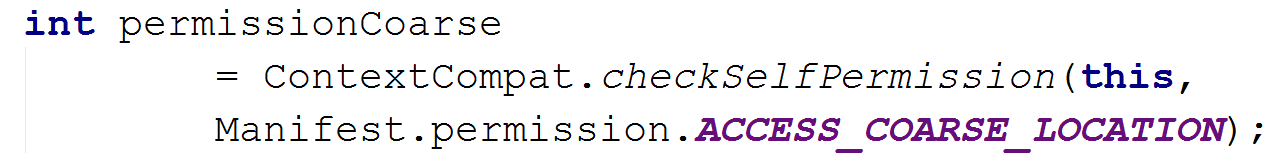 int permissionCoarse
= ContextCompat.checkSelfPermission(this,
Manifest.permission.ACCESS_COARSE_LOCATION);